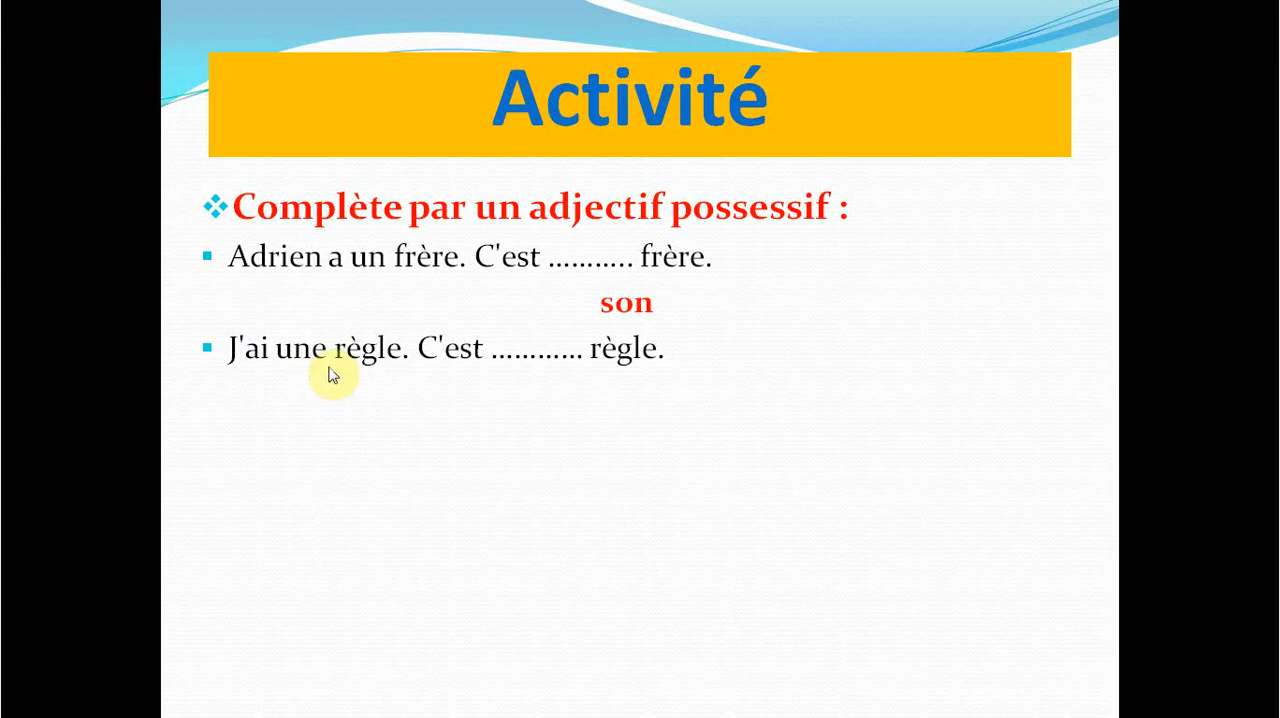 Activité
Complète par un adjectif possessif :
Adrien a un frère. C'est ……….. frère.
son
J'ai une règle. C'est ………… règle.